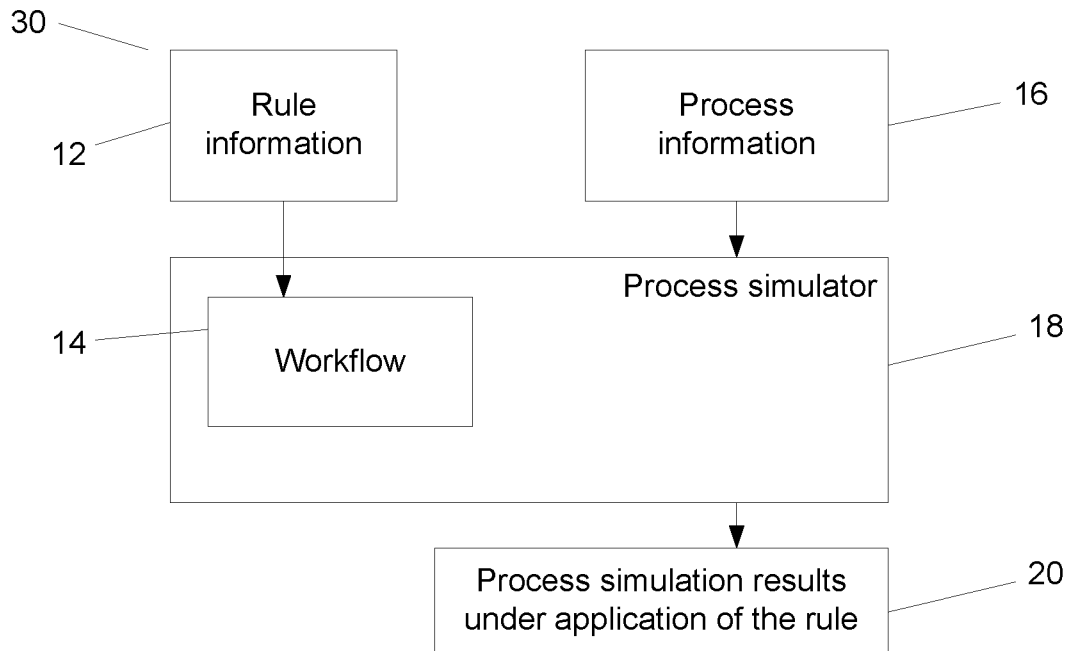 30
Rule
information
12
Process
information
16
Process simulator
14
Workflow
18
Process simulation results
under application of the rule
20